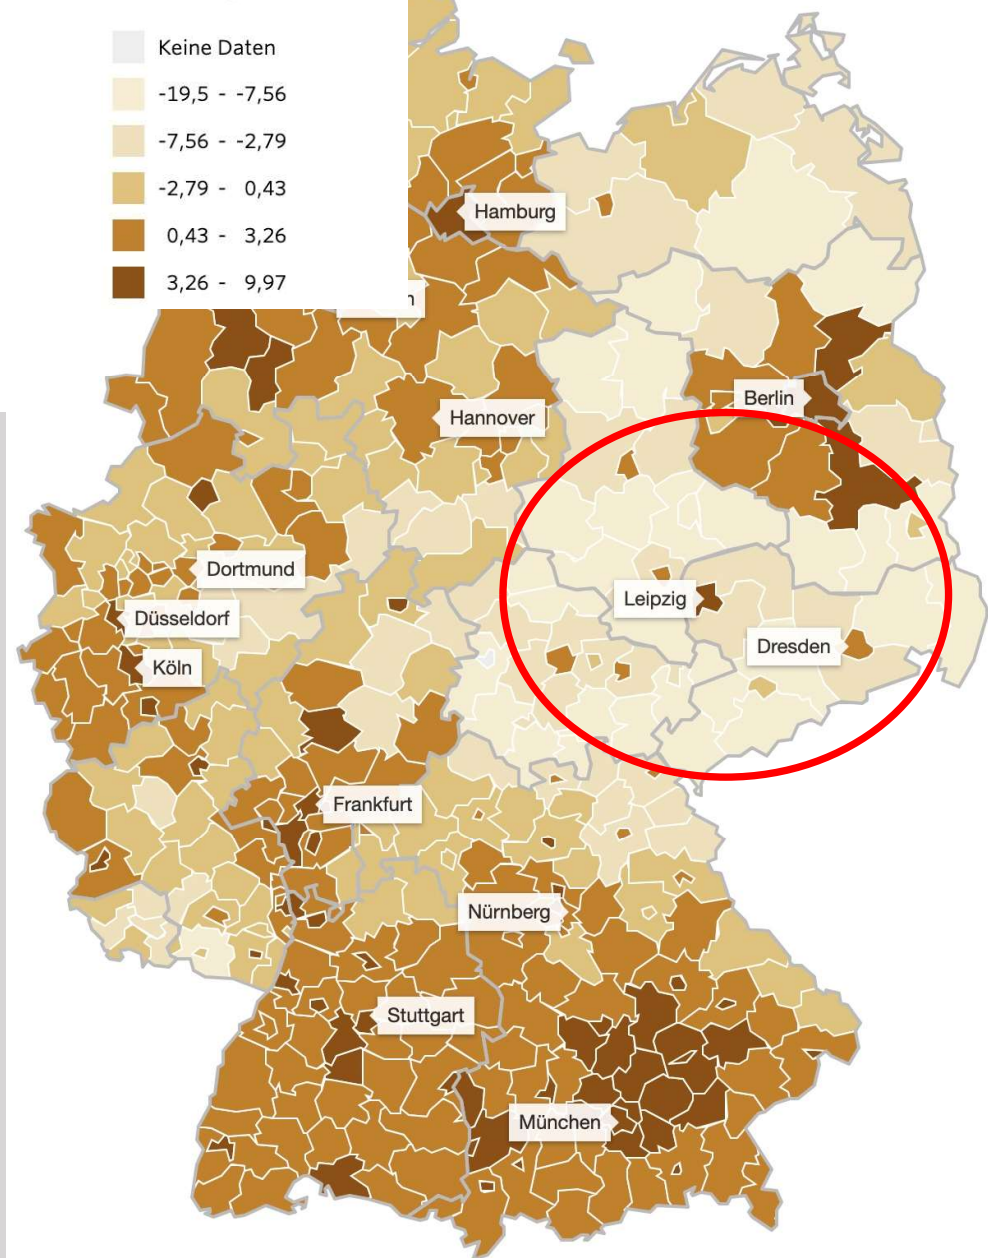 Keine Daten
-19,5 - -7,56
-7,56 - -2,79
-2,79 - 0,43
0,43 - 3,26
3,26 - 9,97
Hamburg
Berlin
Hannover
Dortmund
Leipzig
Düsseldorf
Dresden
Köln
Frankfurt
Nürnberg
Stuttgart
München